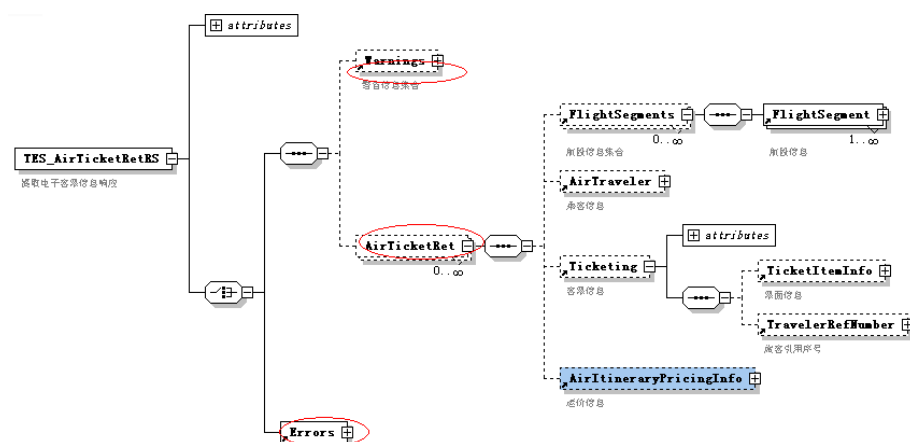 attributes
Warnings
警告信息集合
FlightSegments
FlightSegment
0..∞
1..∞
航段信息集合
航段信息
TES_AirTicketRetRS
提取电子客票信息响应
AirTraveler
乘客信息
AirTicketRet
0..∞
attributes
Ticketing
客票信息
TicketItemInfo
票面信息
TravelerRefNumber
旅客引用序号
AirItineraryPricingInfo
运价信息
Errors